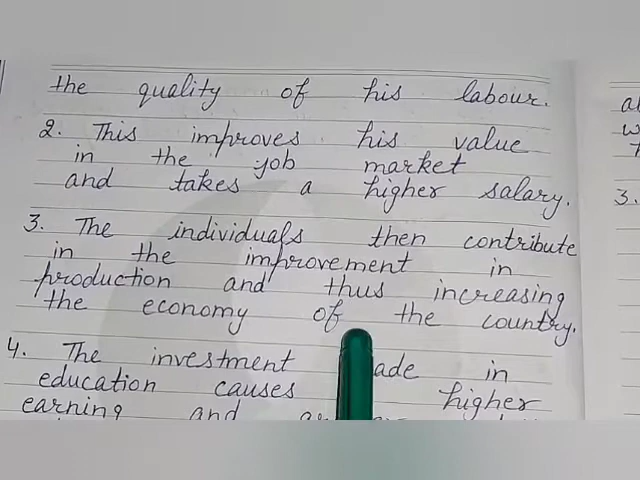 the quality of his labour.
2. This improves his value
in the job market
and takes a higher salary.
3. The individuals then contribute
in the improvement in
production and thus increasing
the economy of the country.
4. The investment in
education causes higher
earning and
3.